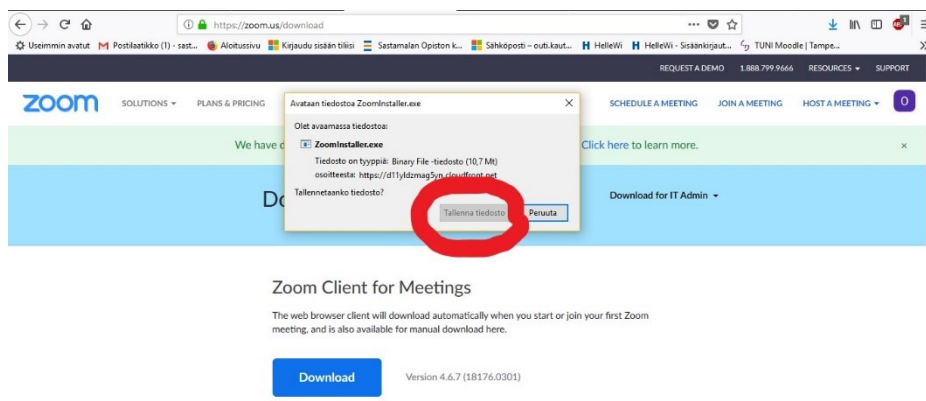 https://zoom.us/download
Useimmin avatut Postilaatikko (1) - sast... Aloitussivu Kirjaudu sisään tiliisi Sastamalan Opiston k... Sähköposti – outi.kaut... HelleWi HelleWi - Sisäänkirjaut... TUNI Moodle | Tampe...
REQUEST A DEMO 1.888.799.9666 RESOURCES SUPPORT
zoom SOLUTIONS PLANS & PRICING SCHEDULE A MEETING JOIN A MEETING HOST A MEETING O
Avataan tiedostoa ZoomInstaller.exe
Olet avaamassa tiedostoa:
ZoomInstaller.exe
Tiedosto on tyyppiä: Binary File -tiedosto (10,7 Mt)
osoitteesta: https://d11yldzmag5yn.cloudfront.net
Tallennetaanko tiedosto?
Tallenna tiedosto Peruuta
We have Click here to learn more.
Download for IT Admin
Zoom Client for Meetings
The web browser client will download automatically when you start or join your first Zoom
meeting, and is also available for manual download here.
Download Version 4.6.7 (18176.0301)